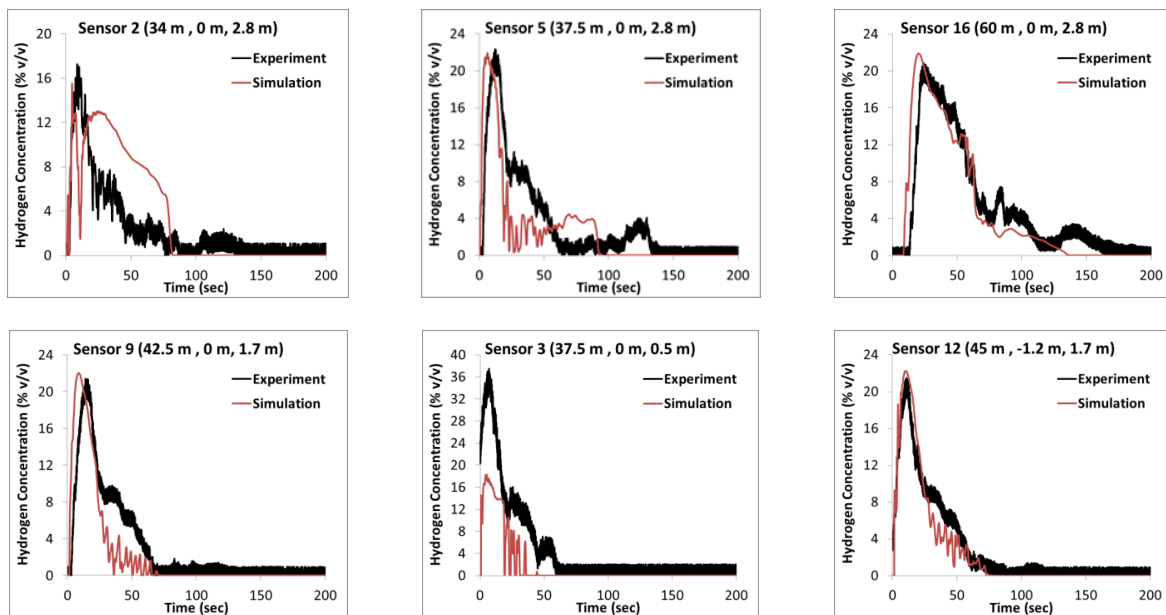 Sensor 2 (34 m , 0 m, 2.8 m)
Hydrogen Concentration (% v/v)
20
16
12
8
4
0
Experiment
Simulation
0 50 100 150 200
Time (sec)
Sensor 5 (37.5 m , 0 m, 2.8 m)
Hydrogen Concentration (% v/v)
24
20
16
12
8
4
0
Experiment
Simulation
0 50 100 150 200
Time (sec)
Sensor 16 (60 m , 0 m, 2.8 m)
Hydrogen Concentration (% v/v)
24
20
16
12
8
4
0
Experiment
Simulation
0 50 100 150 200
Time (sec)
Sensor 9 (42.5 m , 0 m, 1.7 m)
Hydrogen Concentration (% v/v)
24
20
16
12
8
4
0
Experiment
Simulation
0 50 100 150 200
Time (sec)
Sensor 3 (37.5 m , 0 m, 0.5 m)
Hydrogen Concentration (% v/v)
40
36
32
28
24
20
16
12
8
4
0
Experiment
Simulation
0 50 100 150 200
Time (sec)
Sensor 12 (45 m , -1.2 m, 1.7 m)
Hydrogen Concentration (% v/v)
24
20
16
12
8
4
0
Experiment
Simulation
0 50 100 150 200
Time (sec)